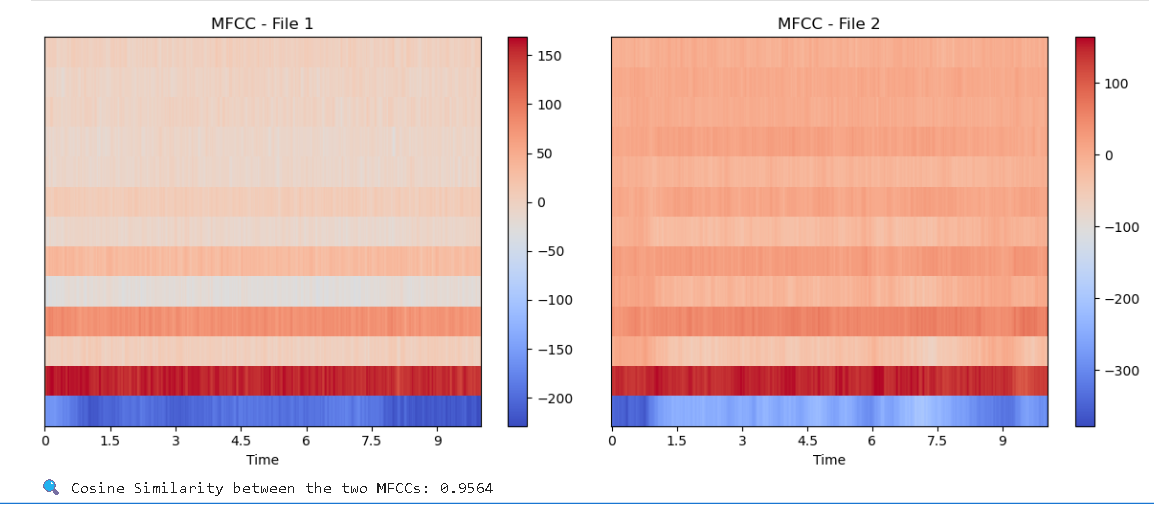 MFCC - File 1
150
100
50
0
−50
−100
−150
−200
0 1.5 3 4.5 6 7.5 9
Time
MFCC - File 2
100
0
−100
−200
−300
0 1.5 3 4.5 6 7.5 9
Time
Cosine Similarity between the two MFCCs: 0.9564